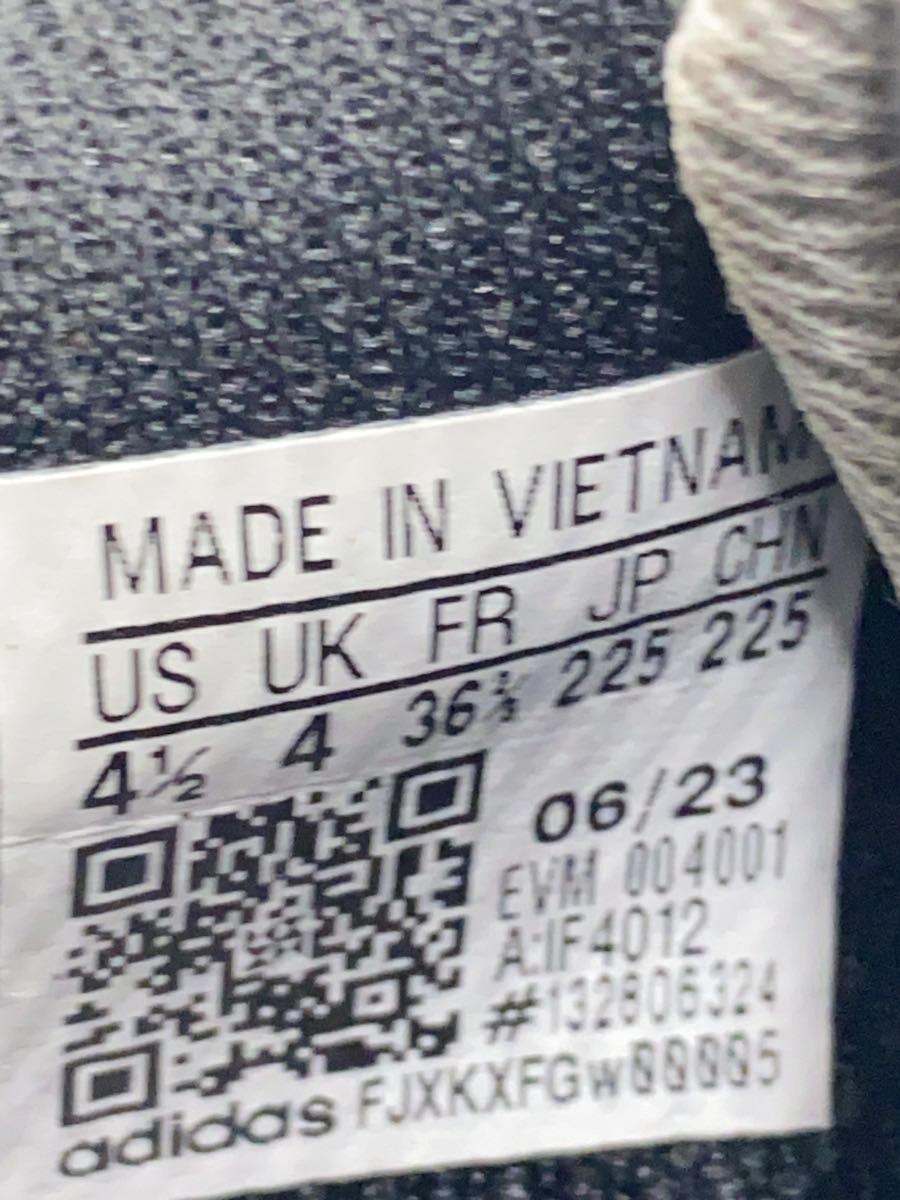 MADE IN VIETNAM
US UK FR JP CHN
4½ 4 36⅔ 225 225
06/23
EVM 004001
A:IF4012
#132806324
adidas FJXKXFGw00005